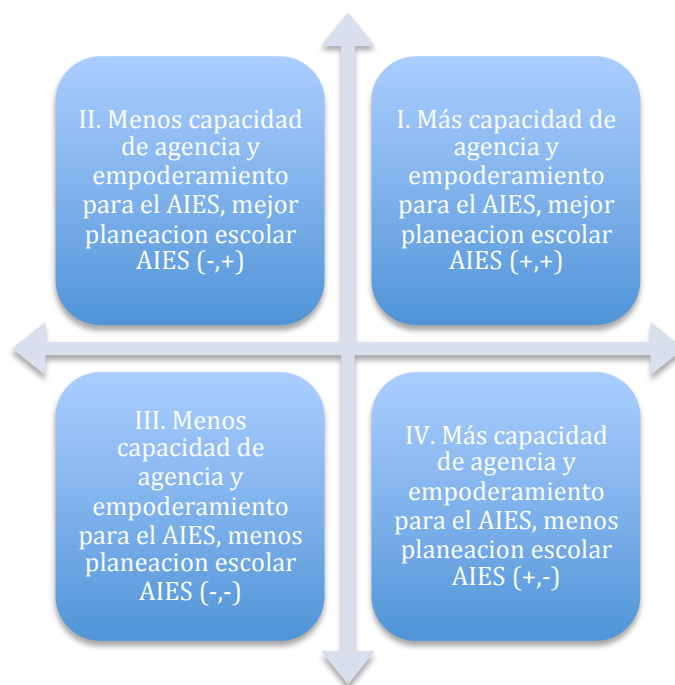 II. Menos capacidad
de agencia y
empoderamiento
para el AIES, mejor
planeacion escolar
AIES (-,+)
I. Más capacidad de
agencia y
empoderamiento
para el AIES, mejor
planeacion escolar
AIES (+,+)
III. Menos
capacidad de
agencia y
empoderamiento
para el AIES, menos
planeacion escolar
AIES (-,-)
IV. Más capacidad
de agencia y
empoderamiento
para el AIES, menos
planeacion escolar
AIES (+,-)